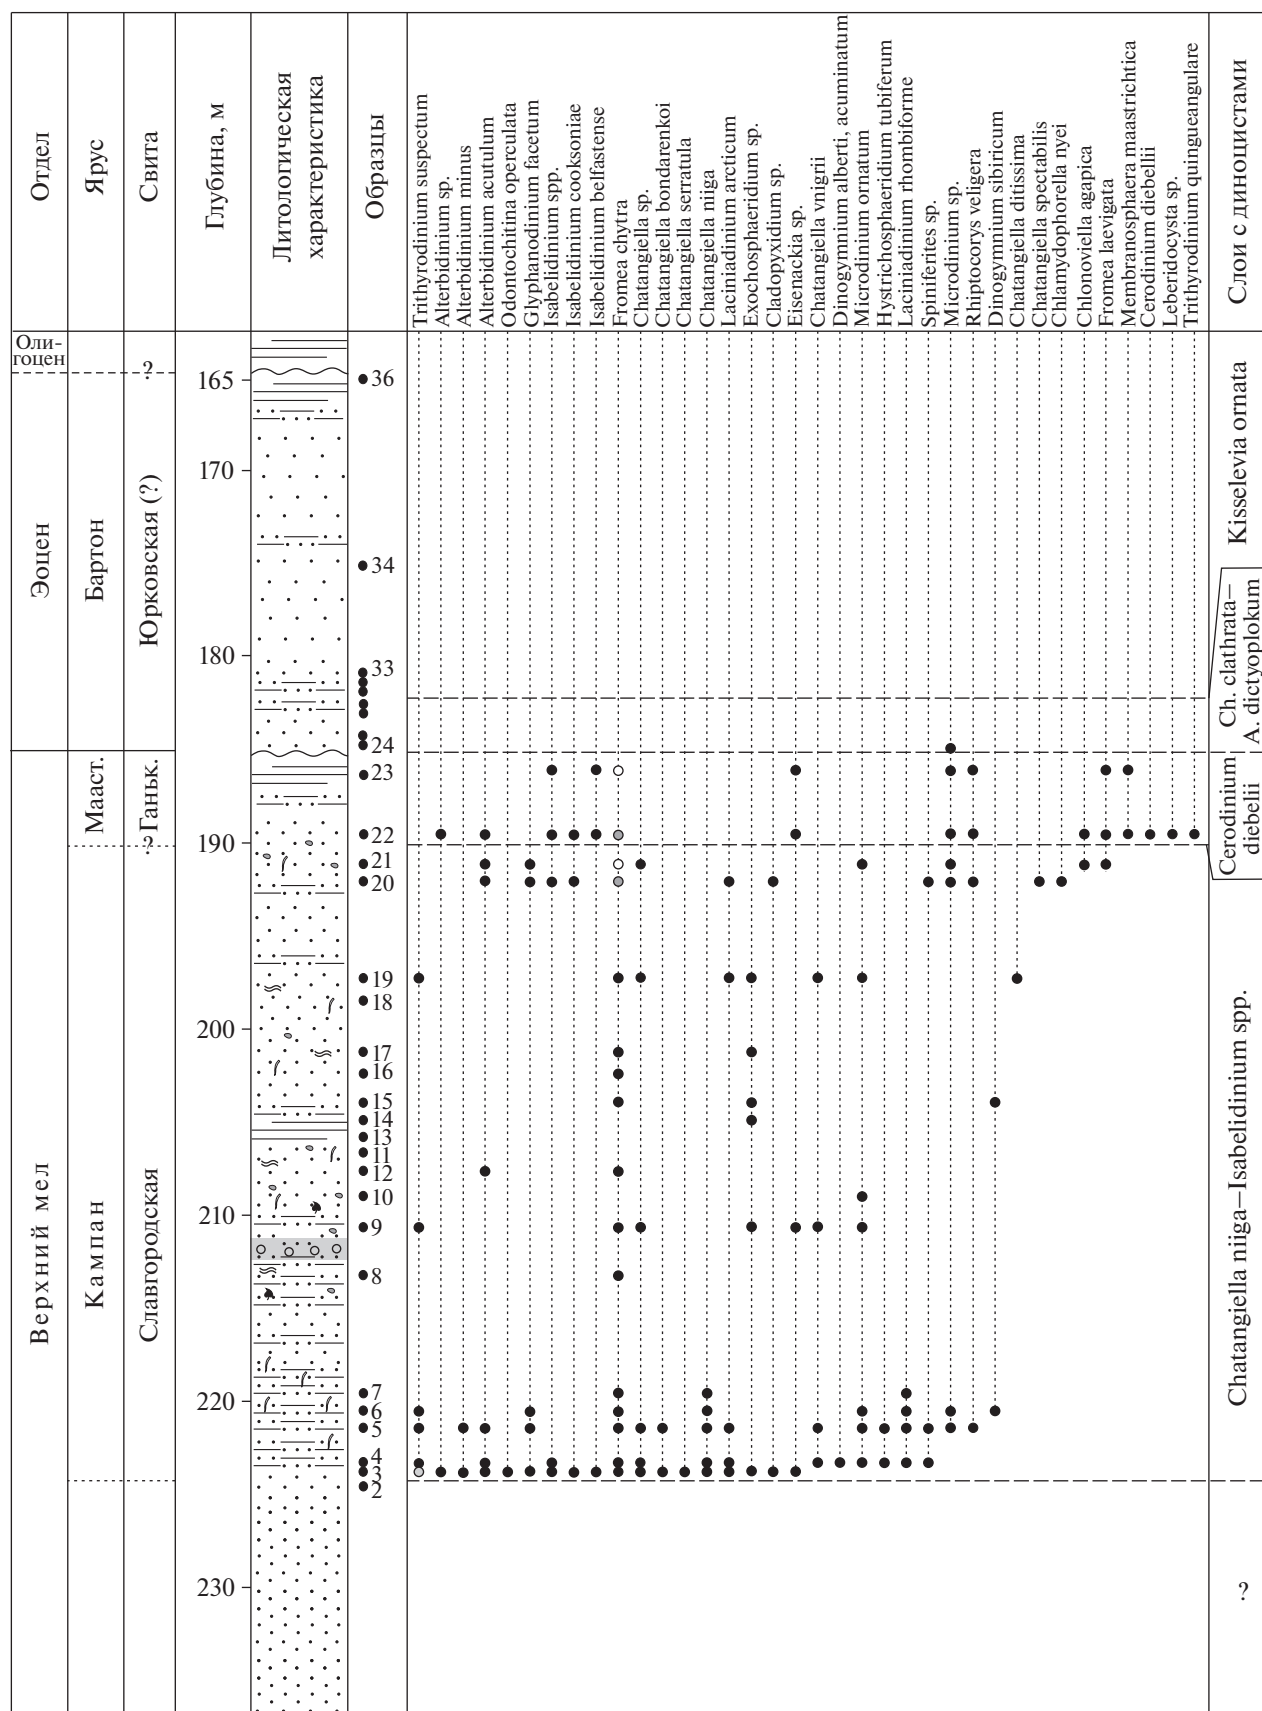 Отдел
Ярус
Свита
Глубина, м
Литологическая
характеристика
Образцы
Trithyrodinium suspectum
Alterbidinium sp.
Alterbidinium minus
Alterbidinium acutulum
Odontochitina operculata
Glyphanodinium facetum
Isabelidinium spp.
Isabelidinium cooksoniae
Isabelidinium belfastense
Fromea chytra
Chatangiella sp.
Chatangiella bondarenkoi
Chatangiella serratula
Chatangiella niiga
Laciniadinium arcticum
Exochosphaeridium sp.
Cladopyxidium sp.
Eisenackia sp.
Chatangiella vnigrii
Dinogymnium alberti, acuminatum
Microdinium ornatum
Hystrichosphaeridium tubiferum
Laciniadinium rhombiforme
Spiniferites sp.
Microdinium sp.
Rhiptocorys veligera
Dinogymnium sibiricum
Chatangiella ditissima
Chatangiella spectabilis
Chlamydophorella nyei
Chlonoviella agapica
Fromea laevigata
Membranosphaera maastrichtica
Cerodinium diebelii
Leberidocysta sp.
Trithyrodinum quingueangulare
Слои с диноцистами
Оли-
гоцен
Эоцен
Верхний мел
Бартон
Мааст.
Кампан
?
Юрковская (?)
Ганьк.
?
Славгородская
165
170
180
190
200
210
220
230
36
34
33
24
23
22
21
20
19
18
17
16
15
14
13
11
12
10
9
8
7
6
5
4
3
2
Kisselevia ornata
Ch. clathrata–
A. dictyoplokum
Cerodinium
diebelii
Chatangiella niiga–Isabelidinium spp.
?